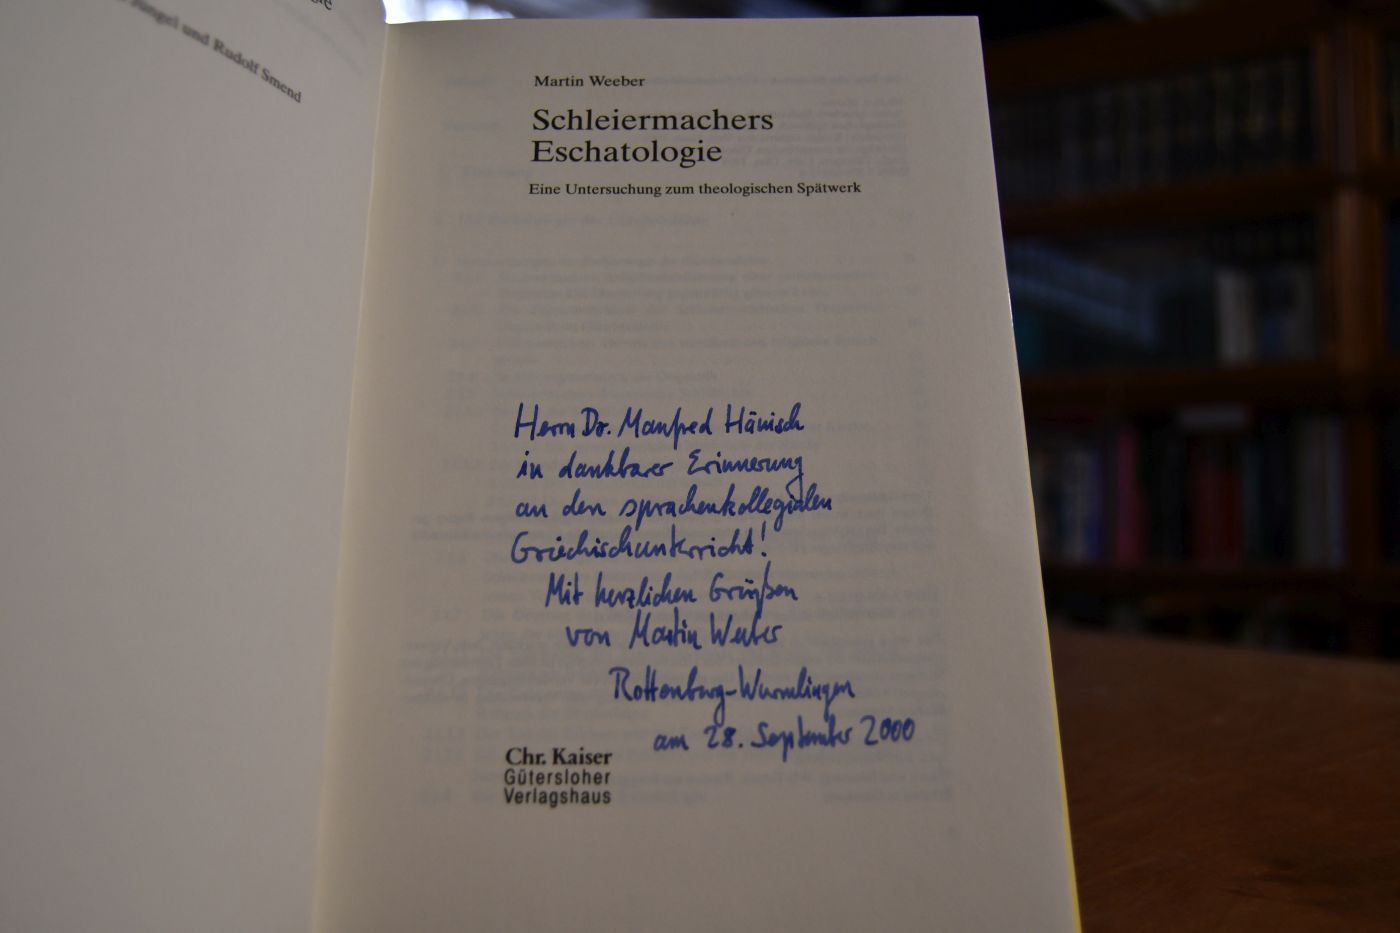 und Rudolf Smend
Martin Weeber
Schleiermachers
Eschatologie
Eine Untersuchung zum theologischen Spätwerk
Herrn Dr. Manfred Hänisch
in dankbarer Erinnerung
an den sprachenkollegialen
Griechischunterricht!
Mit herzlichen Grüßen
von Martin Weeber
Rottenburg-Wurmlingen
am 28. September 2000
Chr. Kaiser
Gütersloher
Verlagshaus